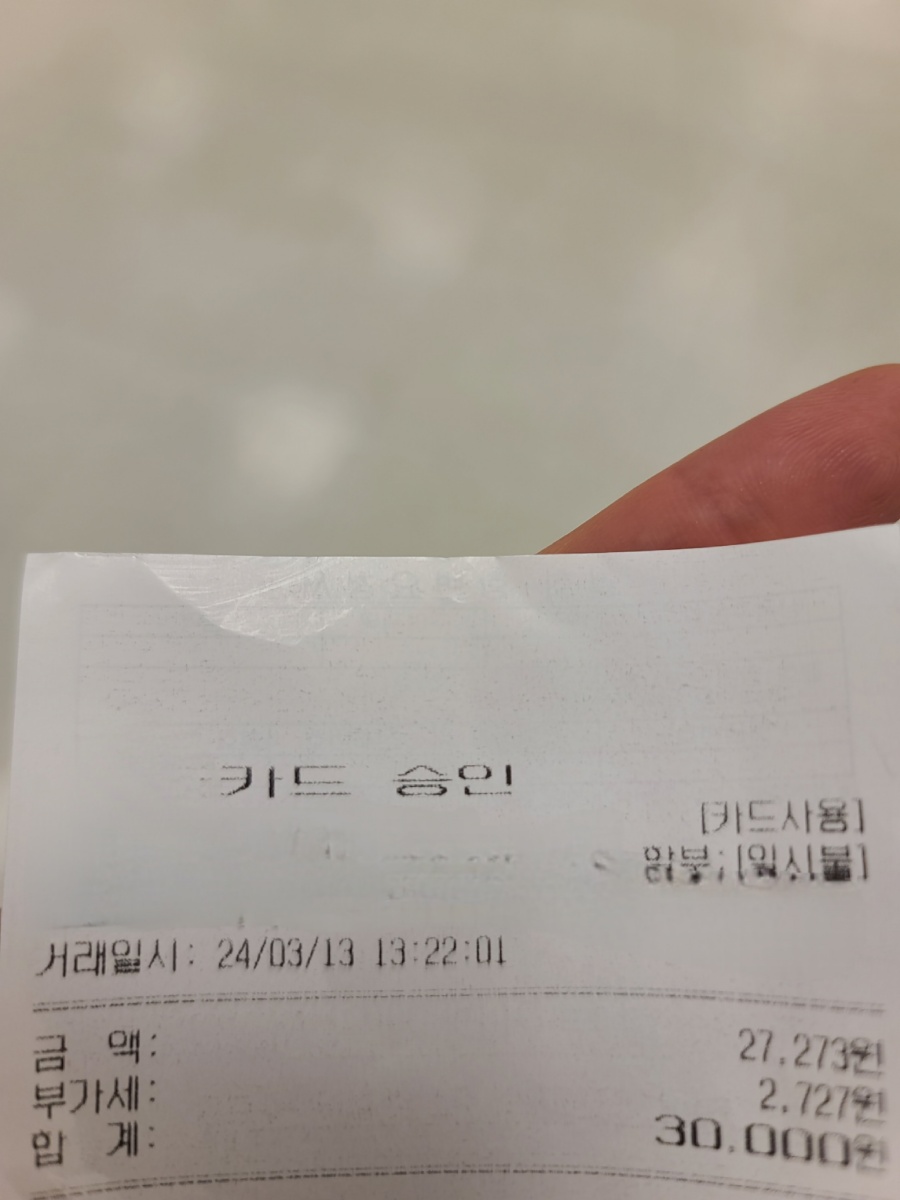 카드 승인
[카드사용]
할부:[일시불]
거래일시: 24/03/13 13:22:01
금 액: 27,273원
부가세: 2,727원
합 계: 30,000원